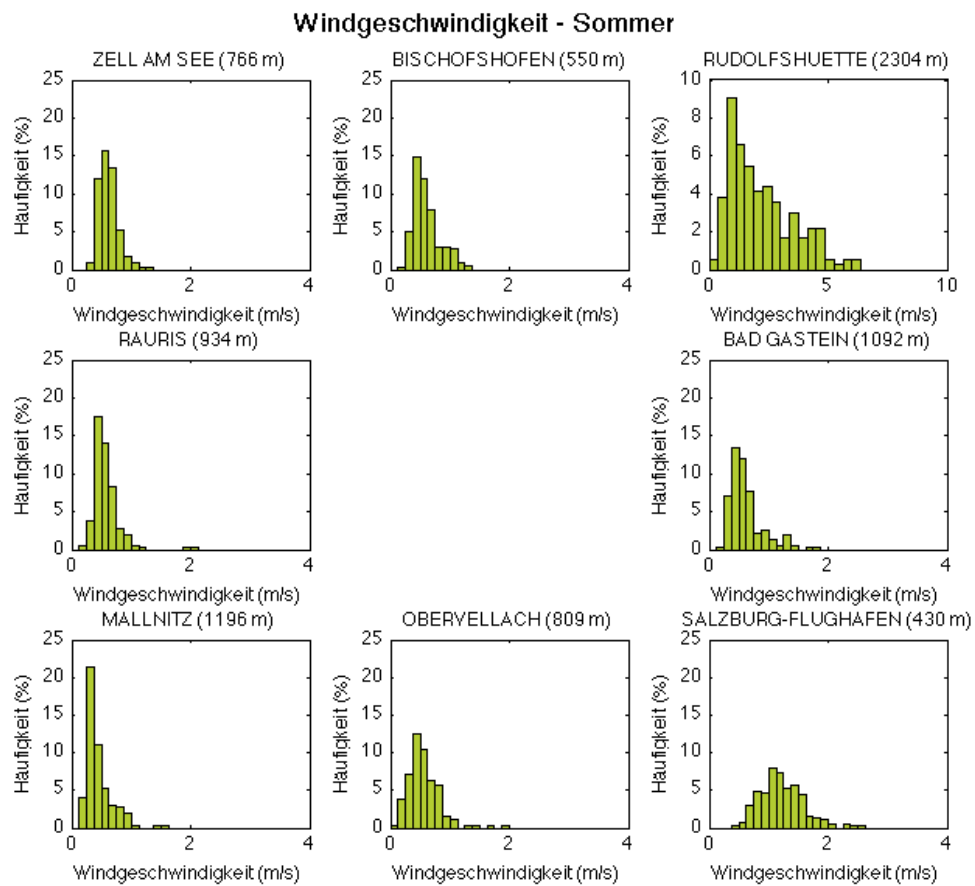 Windgeschwindigkeit - Sommer
ZELL AM SEE (766 m)
25
20
15
10
5
0
0 2 4
Häufigkeit (%)
Windgeschwindigkeit (m/s)
BISCHOFSHOFEN (550 m)
25
20
15
10
5
0
0 2 4
Häufigkeit (%)
Windgeschwindigkeit (m/s)
RUDOLFSHUETTE (2304 m)
10
8
6
4
2
0
0 5 10
Häufigkeit (%)
Windgeschwindigkeit (m/s)
RAURIS (934 m)
25
20
15
10
5
0
0 2 4
Häufigkeit (%)
Windgeschwindigkeit (m/s)
BAD GASTEIN (1092 m)
25
20
15
10
5
0
0 2 4
Häufigkeit (%)
Windgeschwindigkeit (m/s)
MALLNITZ (1196 m)
25
20
15
10
5
0
0 2 4
Häufigkeit (%)
Windgeschwindigkeit (m/s)
OBERVELLACH (809 m)
25
20
15
10
5
0
0 2 4
Häufigkeit (%)
Windgeschwindigkeit (m/s)
SALZBURG-FLUGHAFEN (430 m)
25
20
15
10
5
0
0 2 4
Häufigkeit (%)
Windgeschwindigkeit (m/s)